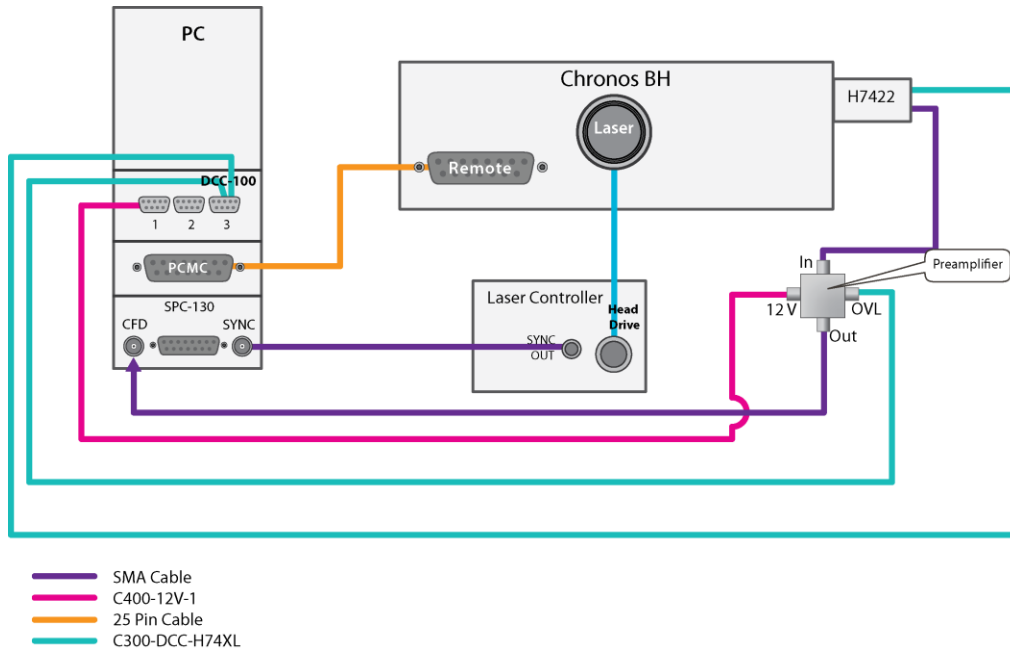 PC
Chronos BH
H7422
Laser
Remote
DCC-100
1 2 3
PCMC
SPC-130
CFD SYNC
Laser Controller
Head
Drive
SYNC
OUT
In
Preamplifier
12 V OVL
Out
SMA Cable
C400-12V-1
25 Pin Cable
C300-DCC-H74XL